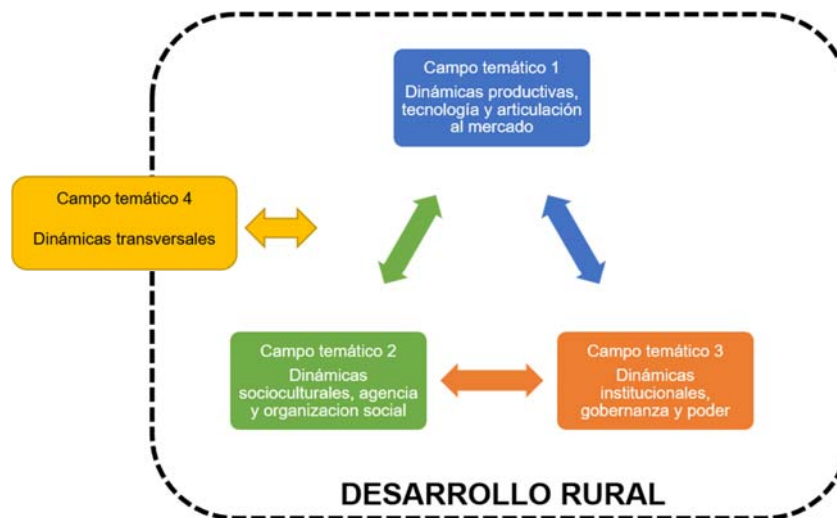 Campo temático 1
Dinámicas productivas,
tecnología y articulación
al mercado
Campo temático 4
Dinámicas transversales
Campo temático 2
Dinámicas
socioculturales, agencia
y organizacion social
Campo temático 3
Dinámicas
institucionales,
gobernanza y poder
DESARROLLO RURAL